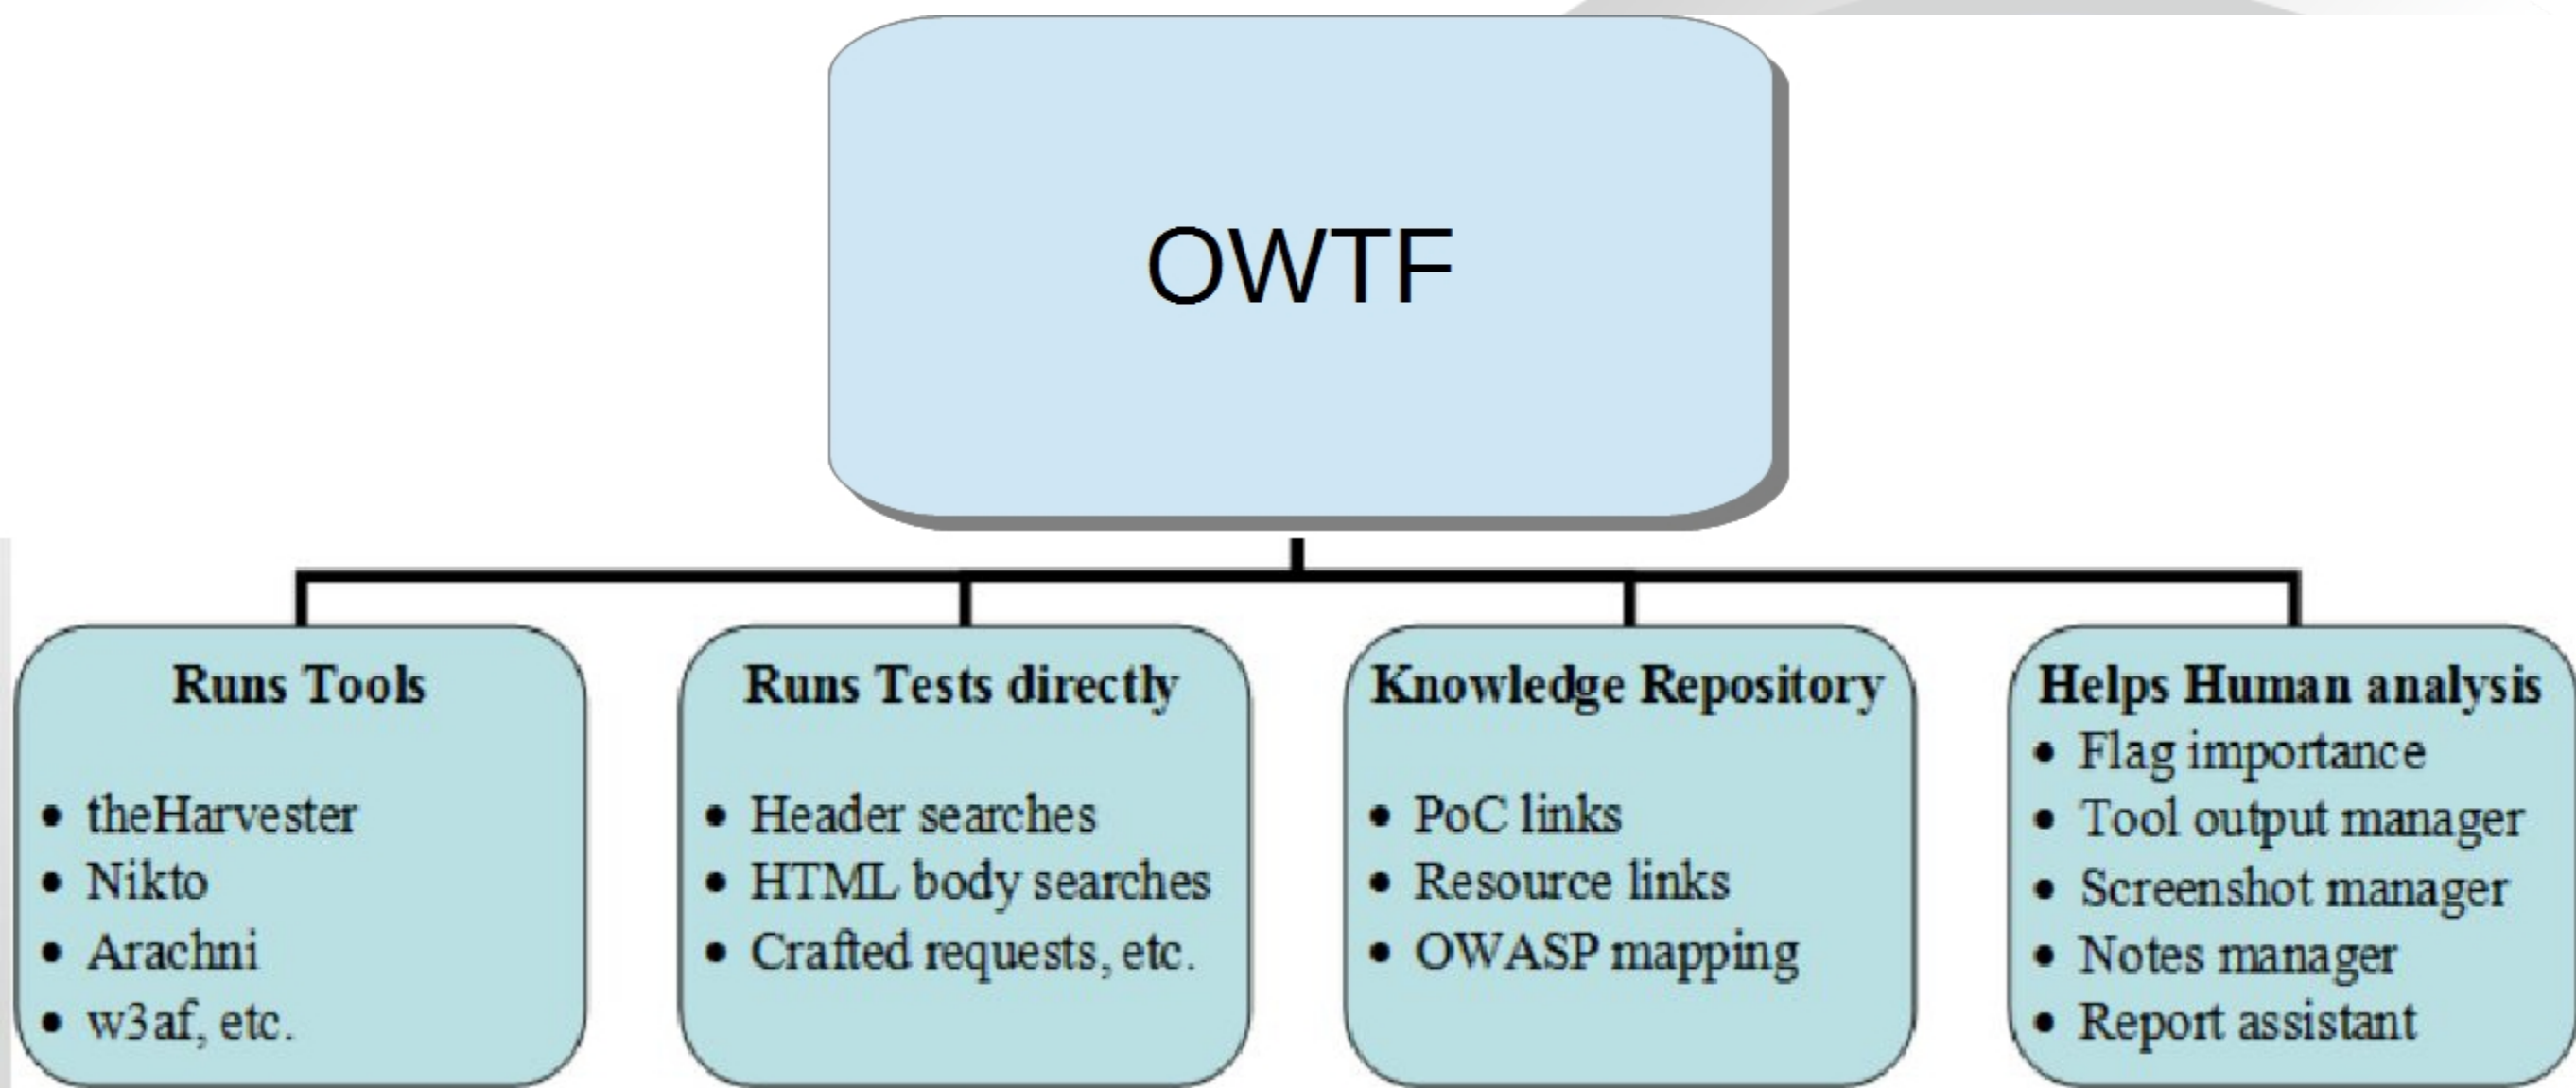 OWTF
Runs Tools
• theHarvester
• Nikto
• Arachni
• w3af, etc.
Runs Tests directly
• Header searches
• HTML body searches
• Crafted requests, etc.
Knowledge Repository
• PoC links
• Resource links
• OWASP mapping
Helps Human analysis
• Flag importance
• Tool output manager
• Screenshot manager
• Notes manager
• Report assistant